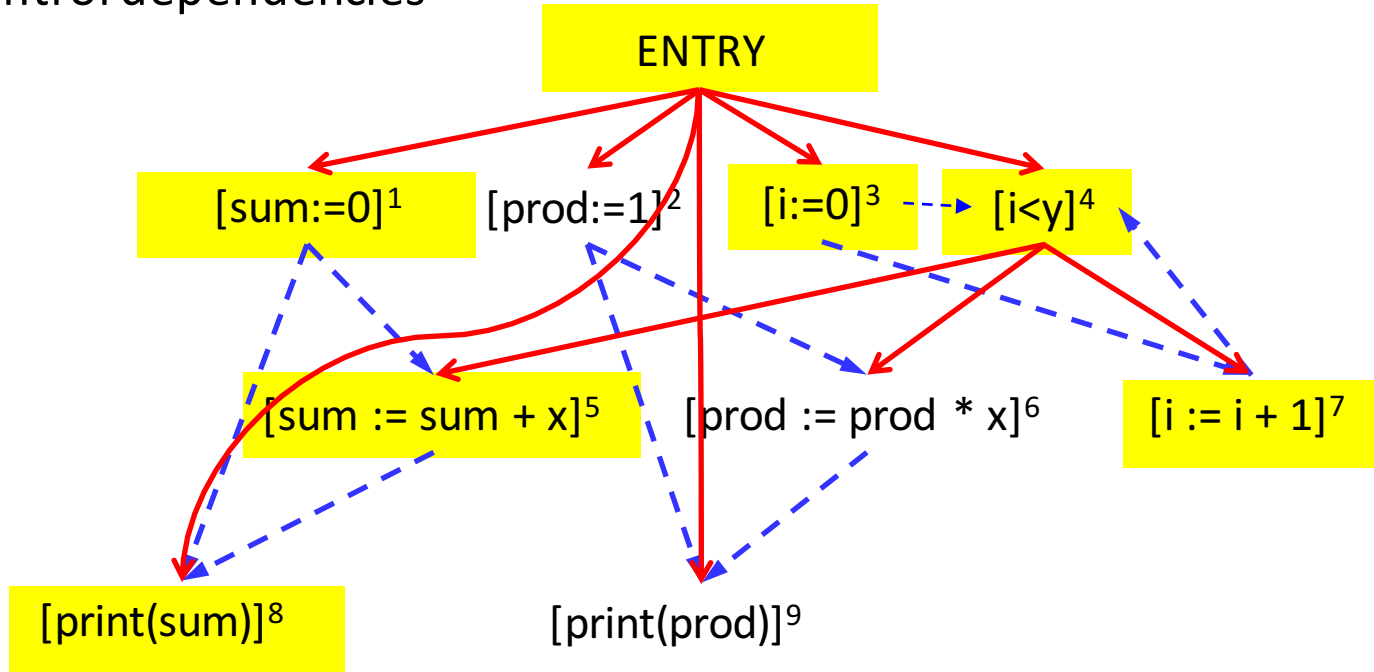 dependencies
ENTRY
[sum:=0]1
[prod:=1]2
[i:=0]3
[i<y]4
[sum := sum + x]5
[prod := prod * x]6
[i := i + 1]7
[print(sum)]8
[print(prod)]9